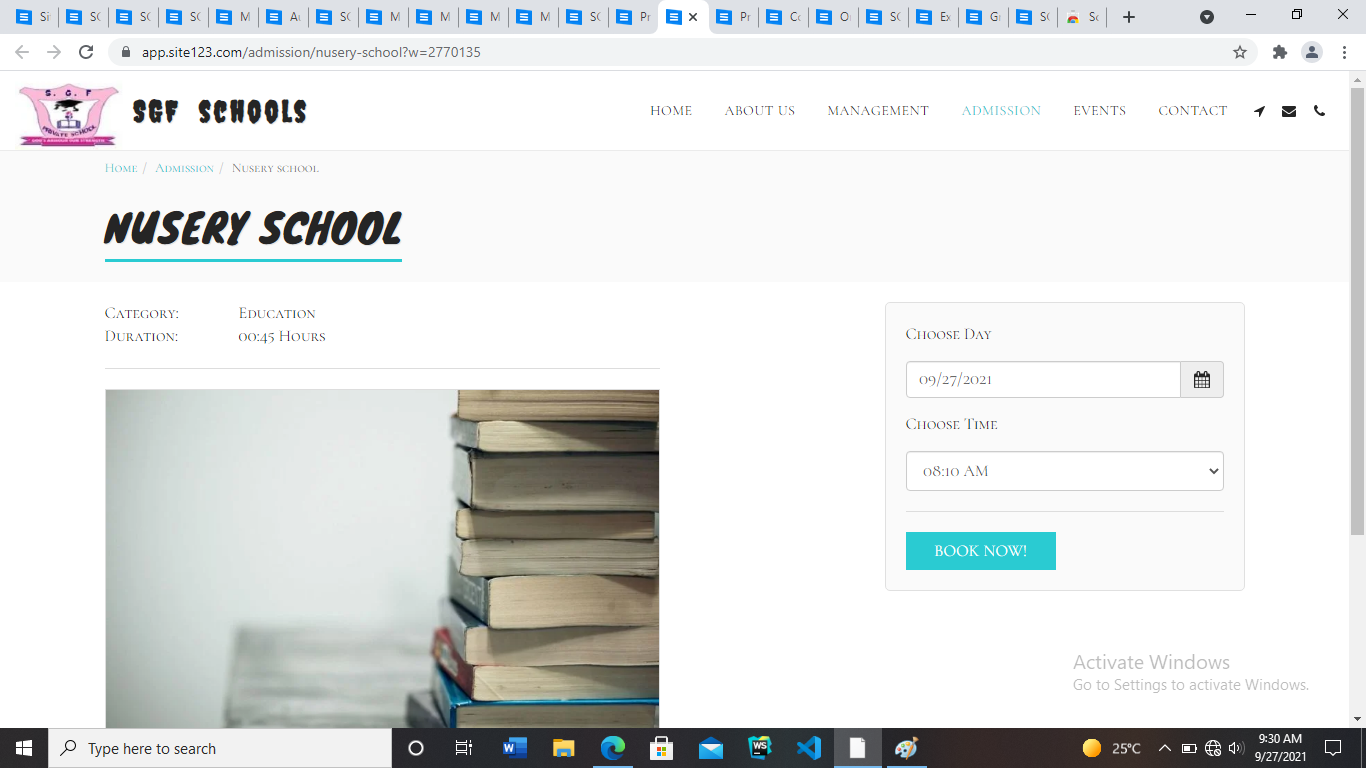 Si
SC
SC
SC
M
Au
SC
M
M
M
M
SC
Pr
Pr
Co
O
SC
Ex
G
SC
Sc
app.site123.com/admission/nusery-school?w=2770135
S. G. F
PRIVATE SCHOOL
SGF SCHOOLS
HOME
ABOUT US
MANAGEMENT
ADMISSION
EVENTS
CONTACT
Home / Admission / Nusery school
NUSERY SCHOOL
Category: Education
Duration: 00:45 Hours
Choose Day
09/27/2021
Choose Time
08:10 AM
BOOK NOW!
Activate Windows
Go to Settings to activate Windows.
Type here to search
WS
25°C
9:30 AM
9/27/2021